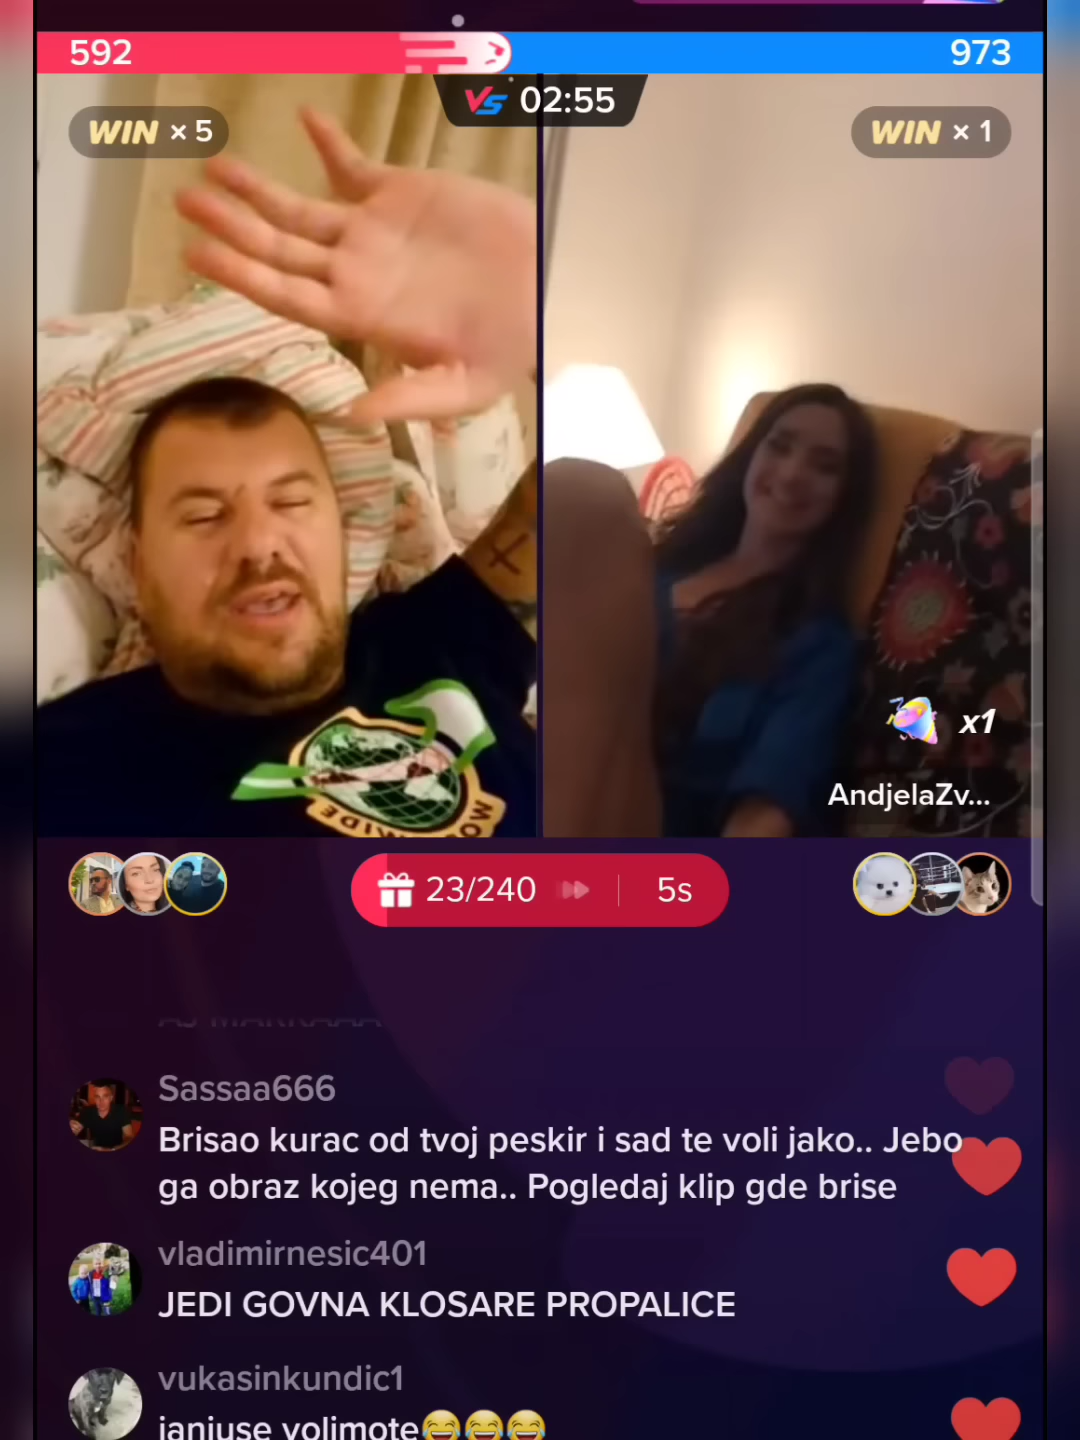 592
973
VS 02:55
WIN × 5
WIN × 1
x1
AndjelaZv...
23/240
5s
Sassaa666
Brisao kurac od tvoj peskir i sad te voli jako.. Jebo
ga obraz kojeg nema.. Pogledaj klip gde brise
vladimirnesic401
JEDI GOVNA KLOSARE PROPALICE
vukasinkundic1
janjuse volimote😂😂😂